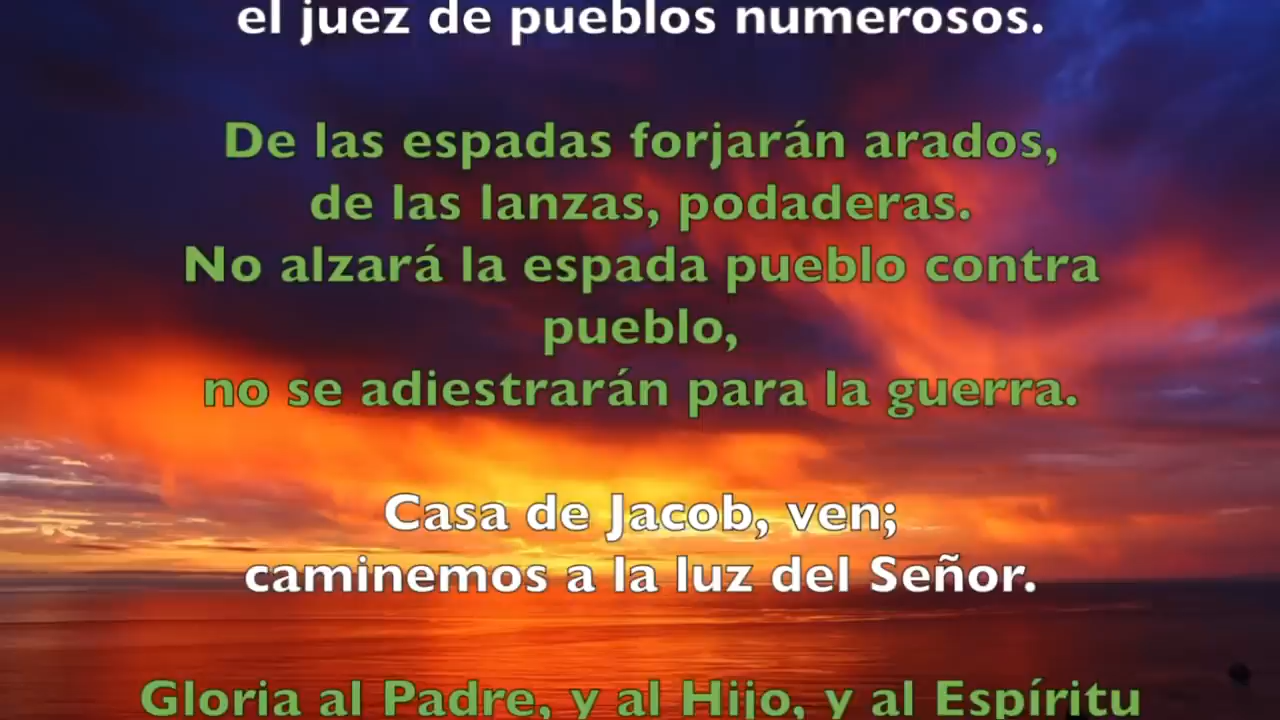 el juez de pueblos numerosos.
De las espadas forjarán arados,
de las lanzas, podaderas.
No alzará la espada pueblo contra
pueblo,
no se adiestrarán para la guerra.
Casa de Jacob, ven;
caminemos a la luz del Señor.
Gloria al Padre, y al Hijo, y al Espíritu